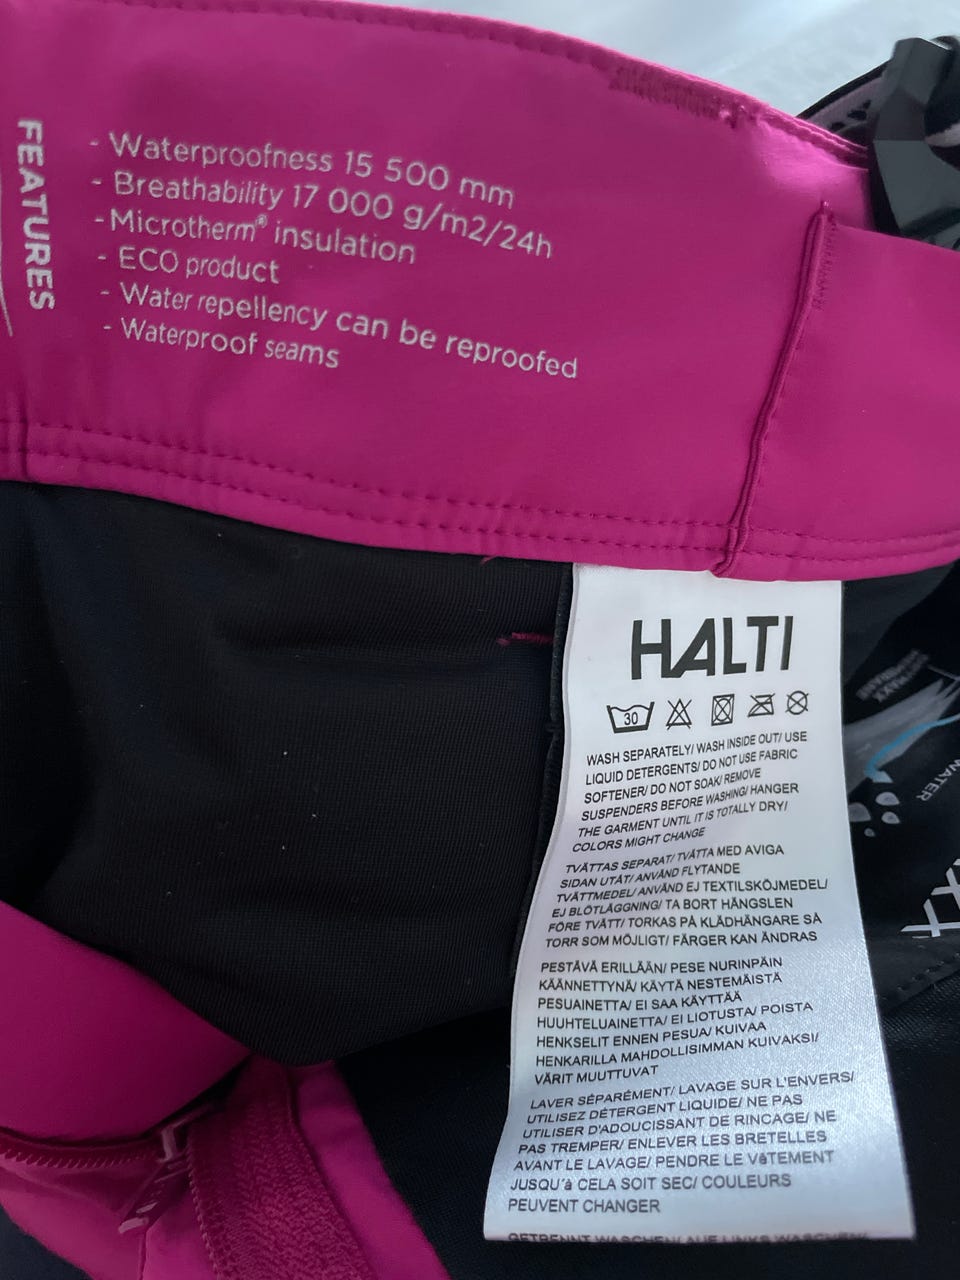 FEATURES
- Waterproofness 15 500 mm
- Breathability 17 000 g/m2/24h
- Microtherm® insulation
- ECO product
- Water repellency can be reproofed
- Waterproof seams
HALTI
30
WASH SEPARATELY/ WASH INSIDE OUT/ USE
LIQUID DETERGENTS/ DO NOT USE FABRIC
SOFTENER/ DO NOT SOAK/ REMOVE
SUSPENDERS BEFORE WASHING/ HANGER
THE GARMENT UNTIL IT IS TOTALLY DRY/
COLORS MIGHT CHANGE
TVÄTTAS SEPARAT/ TVÄTTA MED AVIGA
SIDAN UTÅT/ ANVÄND FLYTANDE
TVÄTTMEDEL/ ANVÄND EJ TEXTILSKÖJMEDEL/
EJ BLÖTLÄGGNING/ TA BORT HÄNGSLEN
FÖRE TVÄTT/ TORKAS PÅ KLÄDHÄNGARE SÅ
TORR SOM MÖJLIGT/ FÄRGER KAN ÄNDRAS
PESTÄVÄ ERILLÄÄN/ PESE NURINPÄIN
KÄÄNNETTYNÄ/ KÄYTÄ NESTEMÄISTÄ
PESUAINETTA/ EI SAA KÄYTTÄÄ
HUUHTELUAINETTA/ EI LIOTUSTA/ POISTA
HENKSELIT ENNEN PESUA/ KUIVAA
HENKARILLA MAHDOLLISIMMAN KUIVAKSI/
VÄRIT MUUTTUVAT
LAVER SÉPARÉMENT/ LAVAGE SUR L'ENVERS/
UTILISEZ DÉTERGENT LIQUIDE/ NE PAS
UTILISER D'ADOUCISSANT DE RINCAGE/ NE
PAS TREMPER/ ENLEVER LES BRETELLES
AVANT LE LAVAGE/ PENDRE LE VêTEMENT
JUSQU'à CELA SOIT SEC/ COULEURS
PEUVENT CHANGER
GETRENNT WASCHEN/ AUF LINKS WASCHEN/
WATER